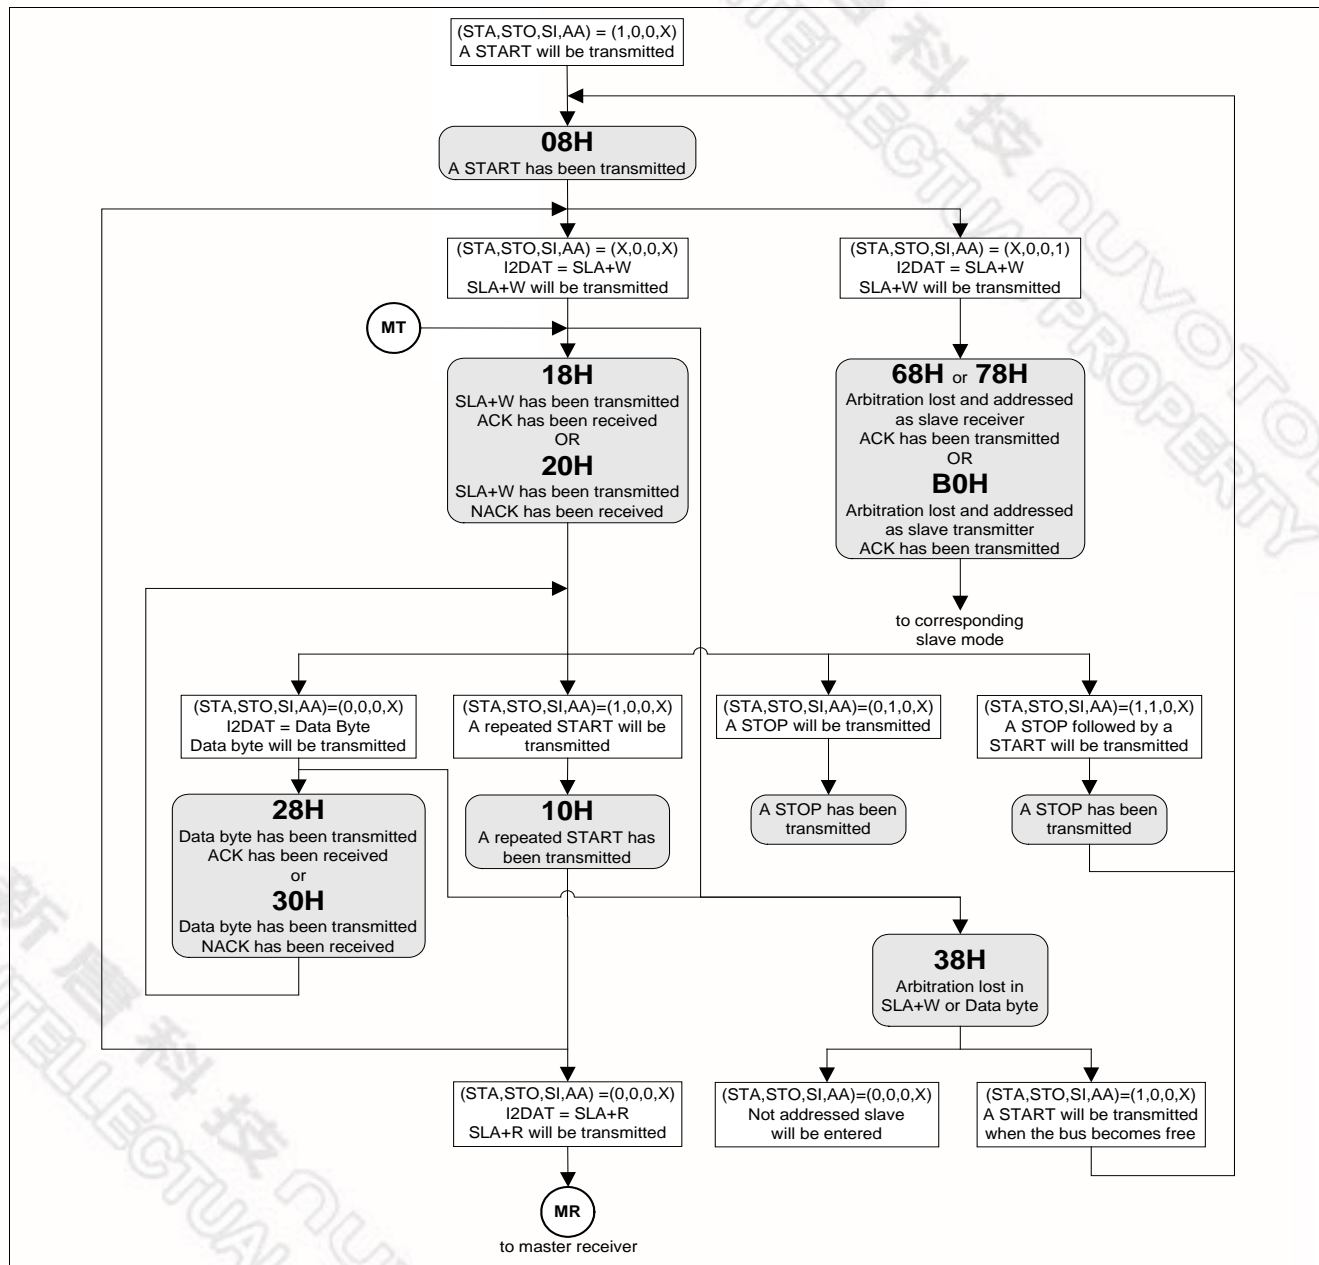 (STA,STO,SI,AA) = (1,0,0,X)
A START will be transmitted
08H
A START has been transmitted
(STA,STO,SI,AA) = (X,0,0,X)
I2DAT = SLA+W
SLA+W will be transmitted
(STA,STO,SI,AA) = (X,0,0,1)
I2DAT = SLA+W
SLA+W will be transmitted
MT
18H
SLA+W has been transmitted
ACK has been received
OR
20H
SLA+W has been transmitted
NACK has been received
68H or 78H
Arbitration lost and addressed
as slave receiver
ACK has been transmitted
OR
B0H
Arbitration lost and addressed
as slave transmitter
ACK has been transmitted
to corresponding
slave mode
(STA,STO,SI,AA)=(0,0,0,X)
I2DAT = Data Byte
Data byte will be transmitted
(STA,STO,SI,AA)=(1,0,0,X)
A repeated START will be
transmitted
(STA,STO,SI,AA)=(0,1,0,X)
A STOP will be transmitted
(STA,STO,SI,AA)=(1,1,0,X)
A STOP followed by a
START will be transmitted
28H
Data byte has been transmitted
ACK has been received
or
30H
Data byte has been transmitted
NACK has been received
10H
A repeated START has
been transmitted
A STOP has been
transmitted
A STOP has been
transmitted
38H
Arbitration lost in
SLA+W or Data byte
(STA,STO,SI,AA) =(0,0,0,X)
I2DAT = SLA+R
SLA+R will be transmitted
(STA,STO,SI,AA)=(0,0,0,X)
Not addressed slave
will be entered
(STA,STO,SI,AA)=(1,0,0,X)
A START will be transmitted
when the bus becomes free
MR
to master receiver
唐科技 nuvoTon
INTELLECTUAL PROPERTY
新唐科技 nuvo
INTELLECTUAL